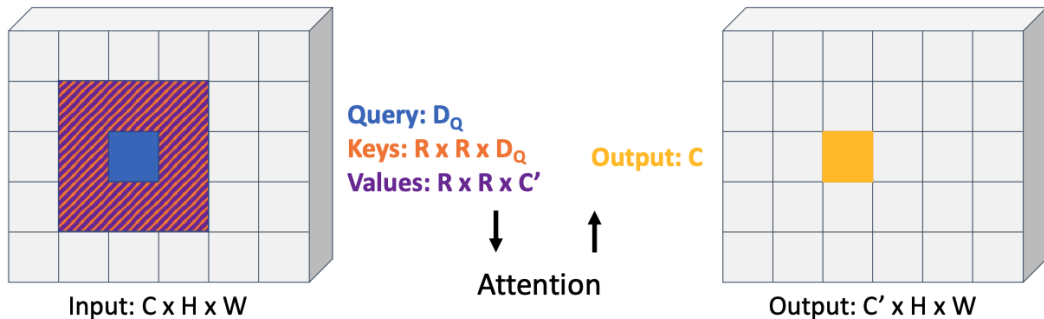 Query: D_Q
Keys: R x R x D_Q
Values: R x R x C’
Output: C
Attention
Input: C x H x W
Output: C’ x H x W